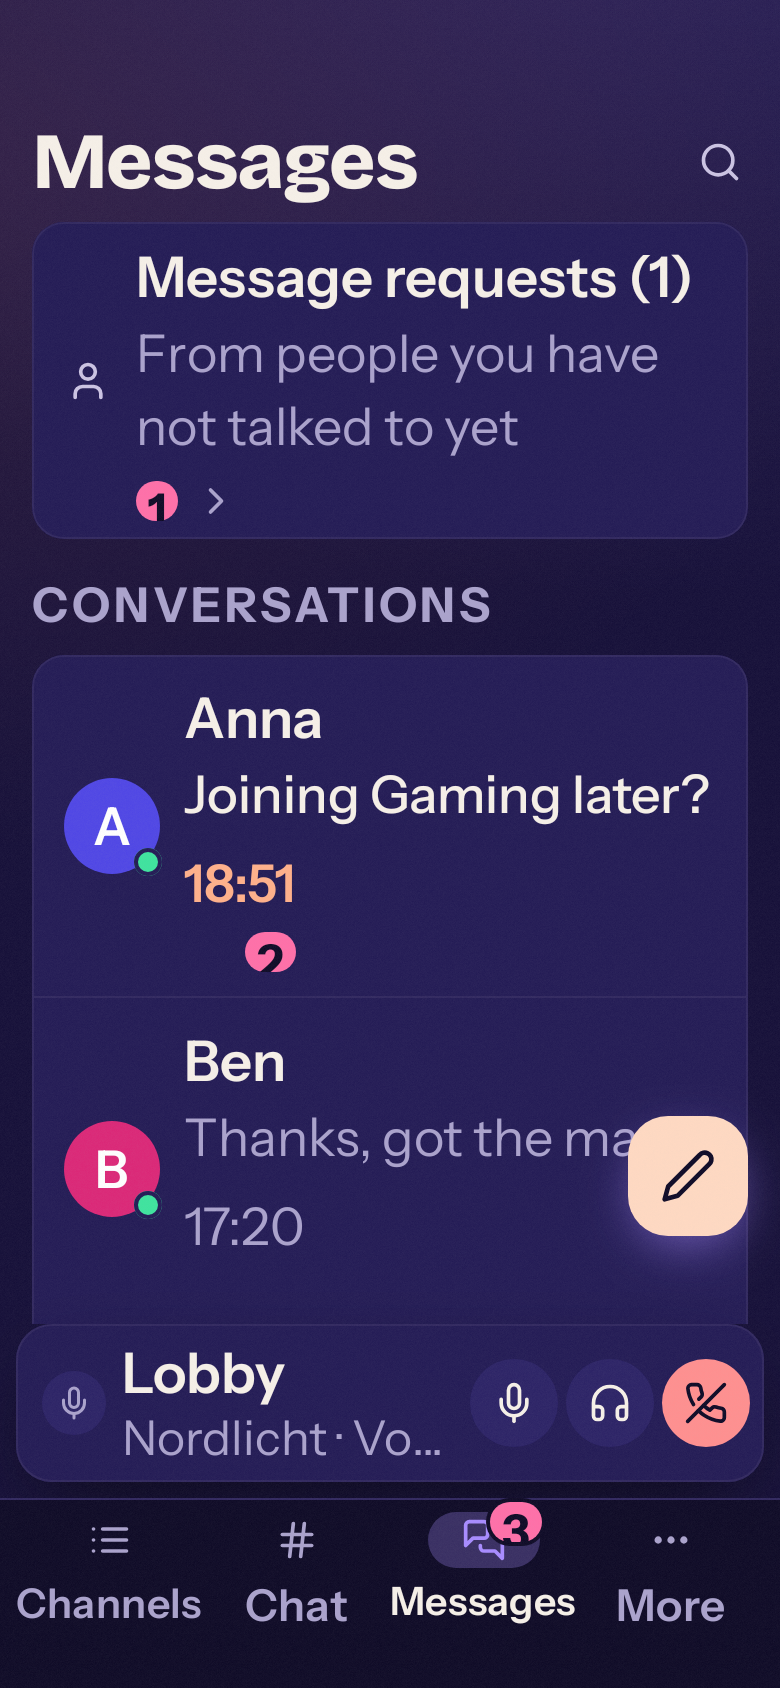 Messages
Message requests (1)
From people you have
not talked to yet
1
CONVERSATIONS
Anna
A
Joining Gaming later?
18:51
2
Ben
B
Thanks, got the
17:20
Lobby
Nordlicht · Vo...
3
Channels
Chat
Messages
More